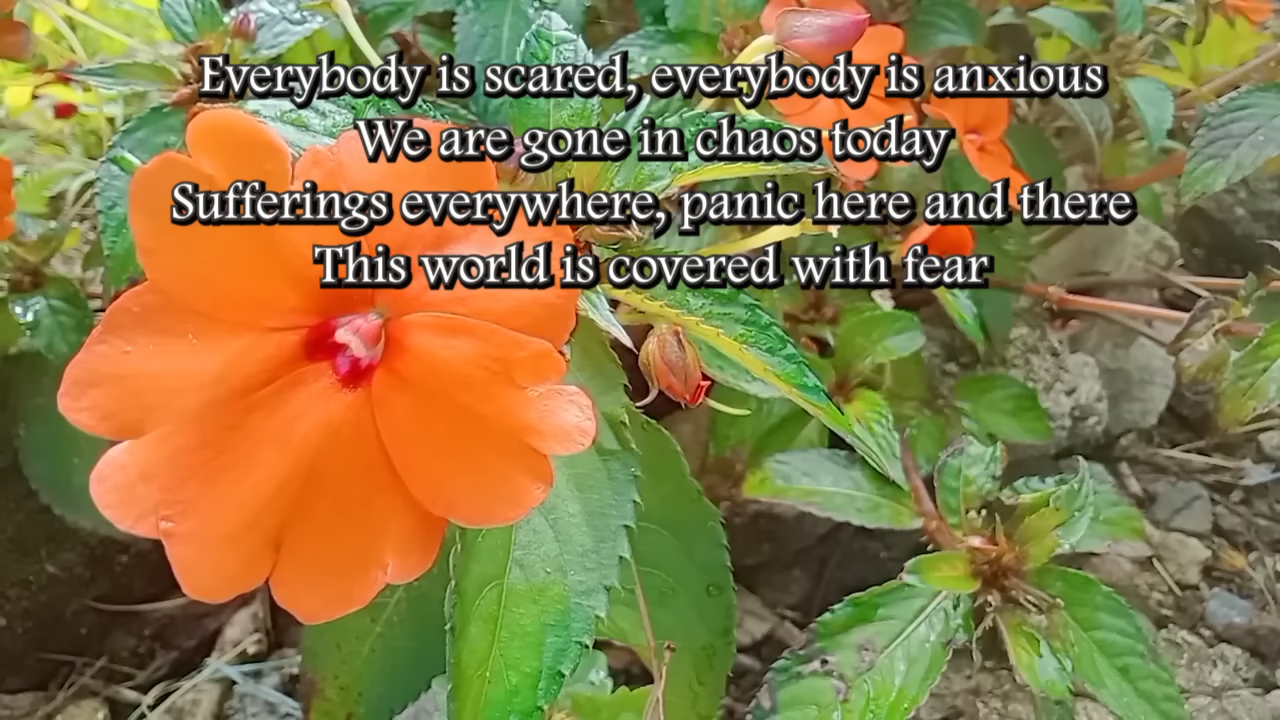 Everybody is scared, everybody is anxious
We are gone in chaos today
Sufferings everywhere, panic here and there
This world is covered with fear